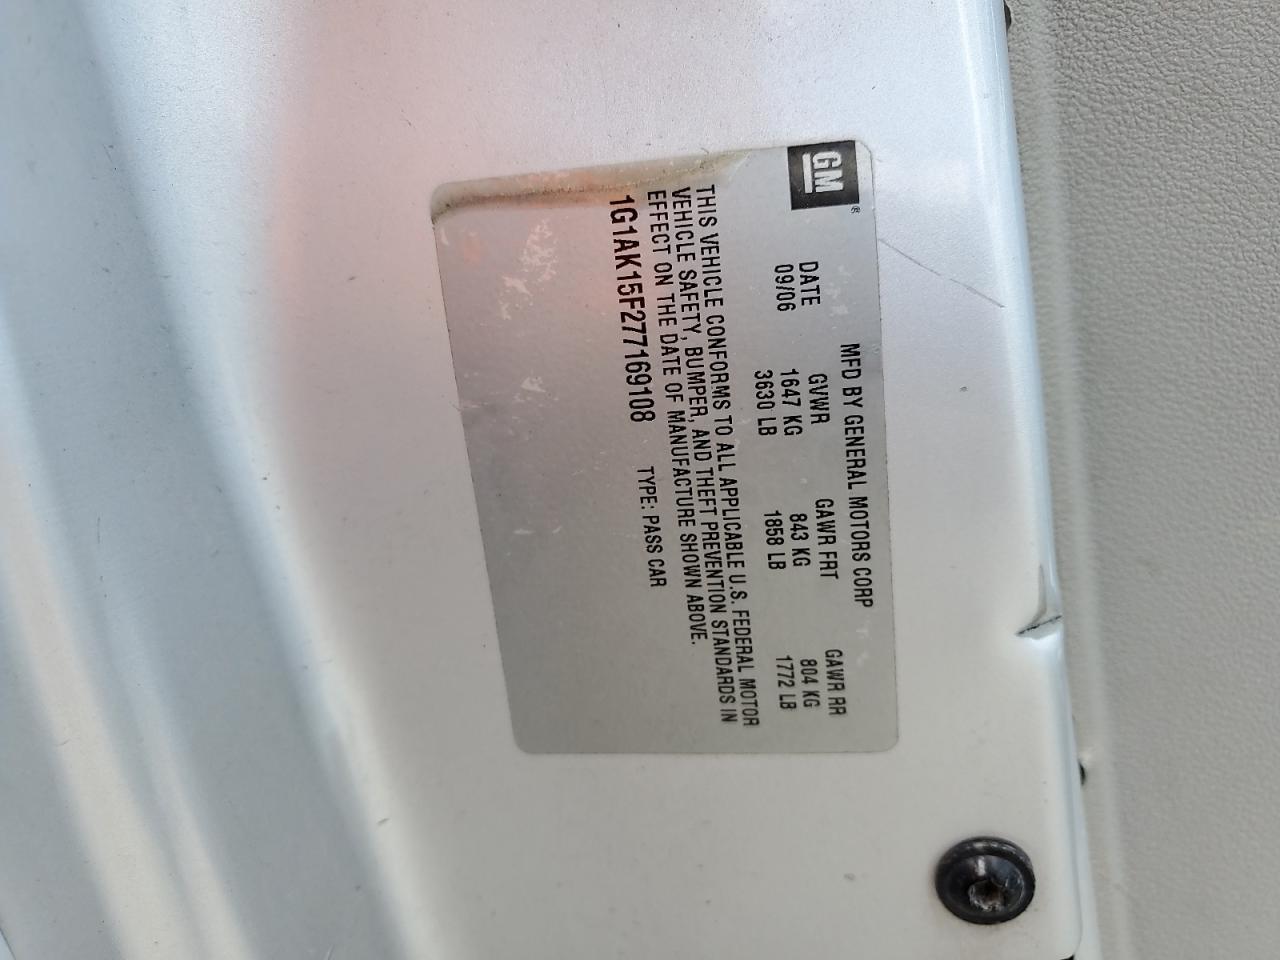 GM®
MFD BY GENERAL MOTORS CORP
DATE GVWR GAWR FRT GAWR RR
09/06 1647 KG 843 KG 804 KG
3630 LB 1858 LB 1772 LB
THIS VEHICLE CONFORMS TO ALL APPLICABLE U.S. FEDERAL MOTOR
VEHICLE SAFETY, BUMPER, AND THEFT PREVENTION STANDARDS IN
EFFECT ON THE DATE OF MANUFACTURE SHOWN ABOVE.
1G1AK15F277169108 TYPE: PASS CAR